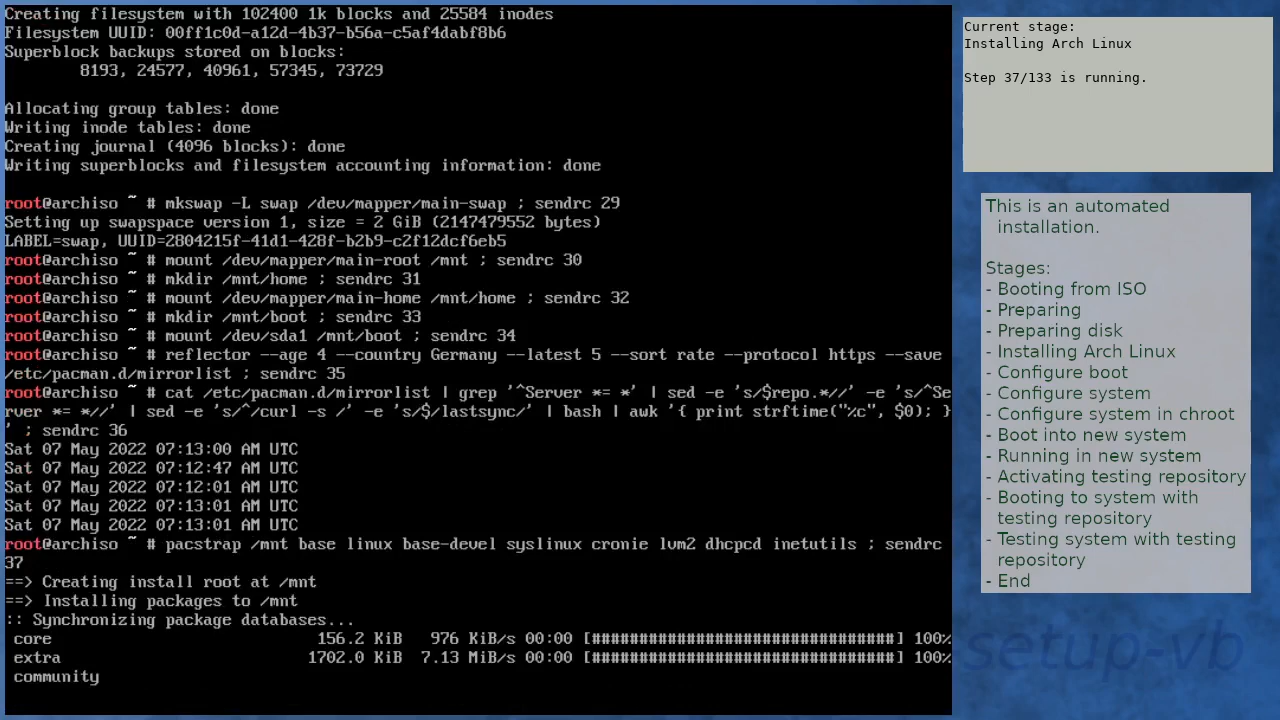 Creating filesystem with 102400 1k blocks and 25584 inodes
Filesystem UUID: 00ff1c0d-a12d-4b37-b56a-c5af4dabf8b6
Superblock backups stored on blocks:
        8193, 24577, 40961, 57345, 73729
Allocating group tables: done
Writing inode tables: done
Creating journal (4096 blocks): done
Writing superblocks and filesystem accounting information: done
root@archiso ~ # mkswap -L swap /dev/mapper/main-swap ; sendrc 29
Setting up swapspace version 1, size = 2 GiB (2147479552 bytes)
LABEL=swap, UUID=2804215f-41d1-428f-b2b9-c2f12dcf6eb5
root@archiso ~ # mount /dev/mapper/main-root /mnt ; sendrc 30
root@archiso ~ # mkdir /mnt/home ; sendrc 31
root@archiso ~ # mount /dev/mapper/main-home /mnt/home ; sendrc 32
root@archiso ~ # mkdir /mnt/boot ; sendrc 33
root@archiso ~ # mount /dev/sda1 /mnt/boot ; sendrc 34
root@archiso ~ # reflector --age 4 --country Germany --latest 5 --sort rate --protocol https --save
/etc/pacman.d/mirrorlist ; sendrc 35
root@archiso ~ # cat /etc/pacman.d/mirrorlist | grep '^Server *= *' | sed -e 's/$repo.*//' -e 's/^Se
rver *= *//' | sed -e 's/^/curl -s /' -e 's/$/lastsync/' | bash | awk '{ print strftime("%c", $0); }
' ; sendrc 36
Sat 07 May 2022 07:13:00 AM UTC
Sat 07 May 2022 07:12:47 AM UTC
Sat 07 May 2022 07:12:01 AM UTC
Sat 07 May 2022 07:13:01 AM UTC
Sat 07 May 2022 07:13:01 AM UTC
root@archiso ~ # pacstrap /mnt base linux base-devel syslinux cronie lvm2 dhcpcd inetutils ; sendrc
37
==> Creating install root at /mnt
==> Installing packages to /mnt
:: Synchronizing package databases...
 core 156.2 KiB 976 KiB/s 00:00 [#################################] 100%
 extra 1702.0 KiB 7.13 MiB/s 00:00 [#################################] 100%
 community
Current stage:
Installing Arch Linux
Step 37/133 is running.
This is an automated
installation.
Stages:
- Booting from ISO
- Preparing
- Preparing disk
- Installing Arch Linux
- Configure boot
- Configure system
- Configure system in chroot
- Boot into new system
- Running in new system
- Activating testing repository
- Booting to system with
testing repository
- Testing system with testing
repository
- End
setup-vb